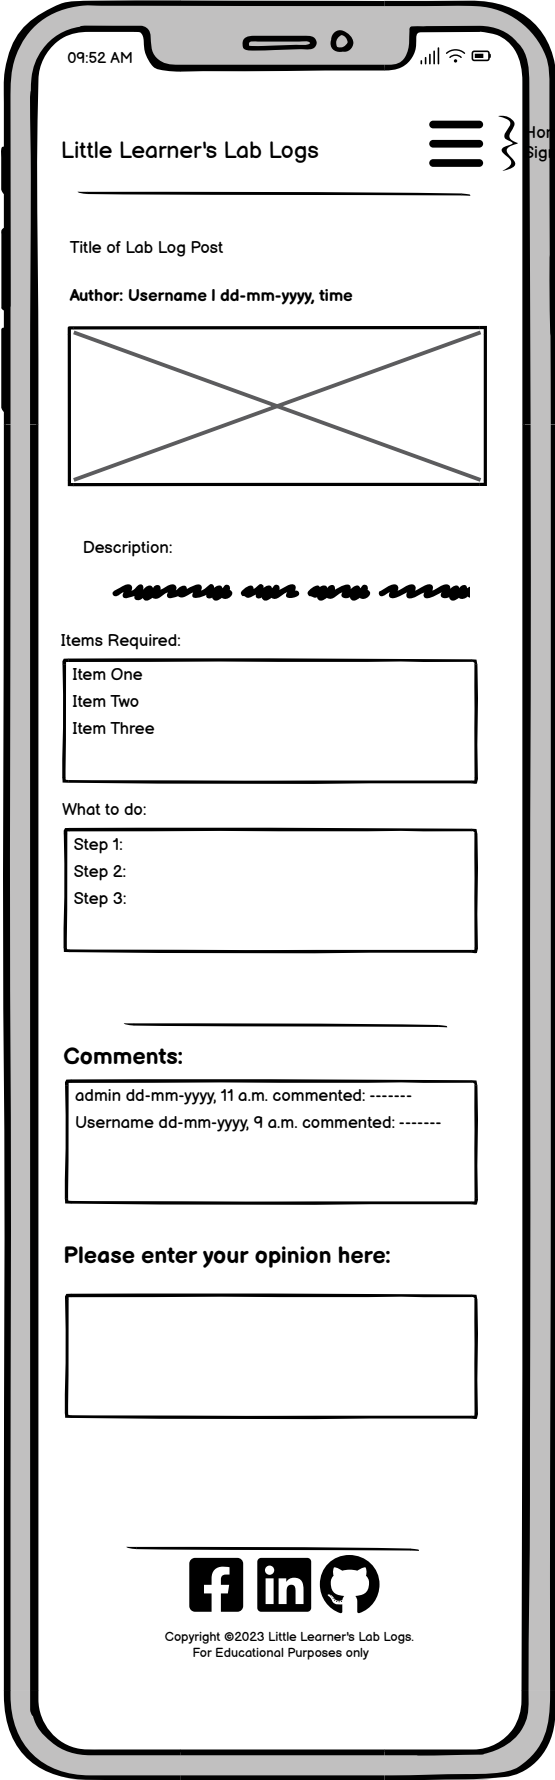 09:52 AM
Little Learner's Lab Logs
Title of Lab Log Post
Author: Username | dd-mm-yyyy, time
Description:
Items Required:
Item One
Item Two
Item Three
What to do:
Step 1:
Step 2:
Step 3:
Comments:
admin dd-mm-yyyy, 11 a.m. commented: -------
Username dd-mm-yyyy, 9 a.m. commented: -------
Please enter your opinion here:
in
Copyright ©2023 Little Learner's Lab Logs.
For Educational Purposes only